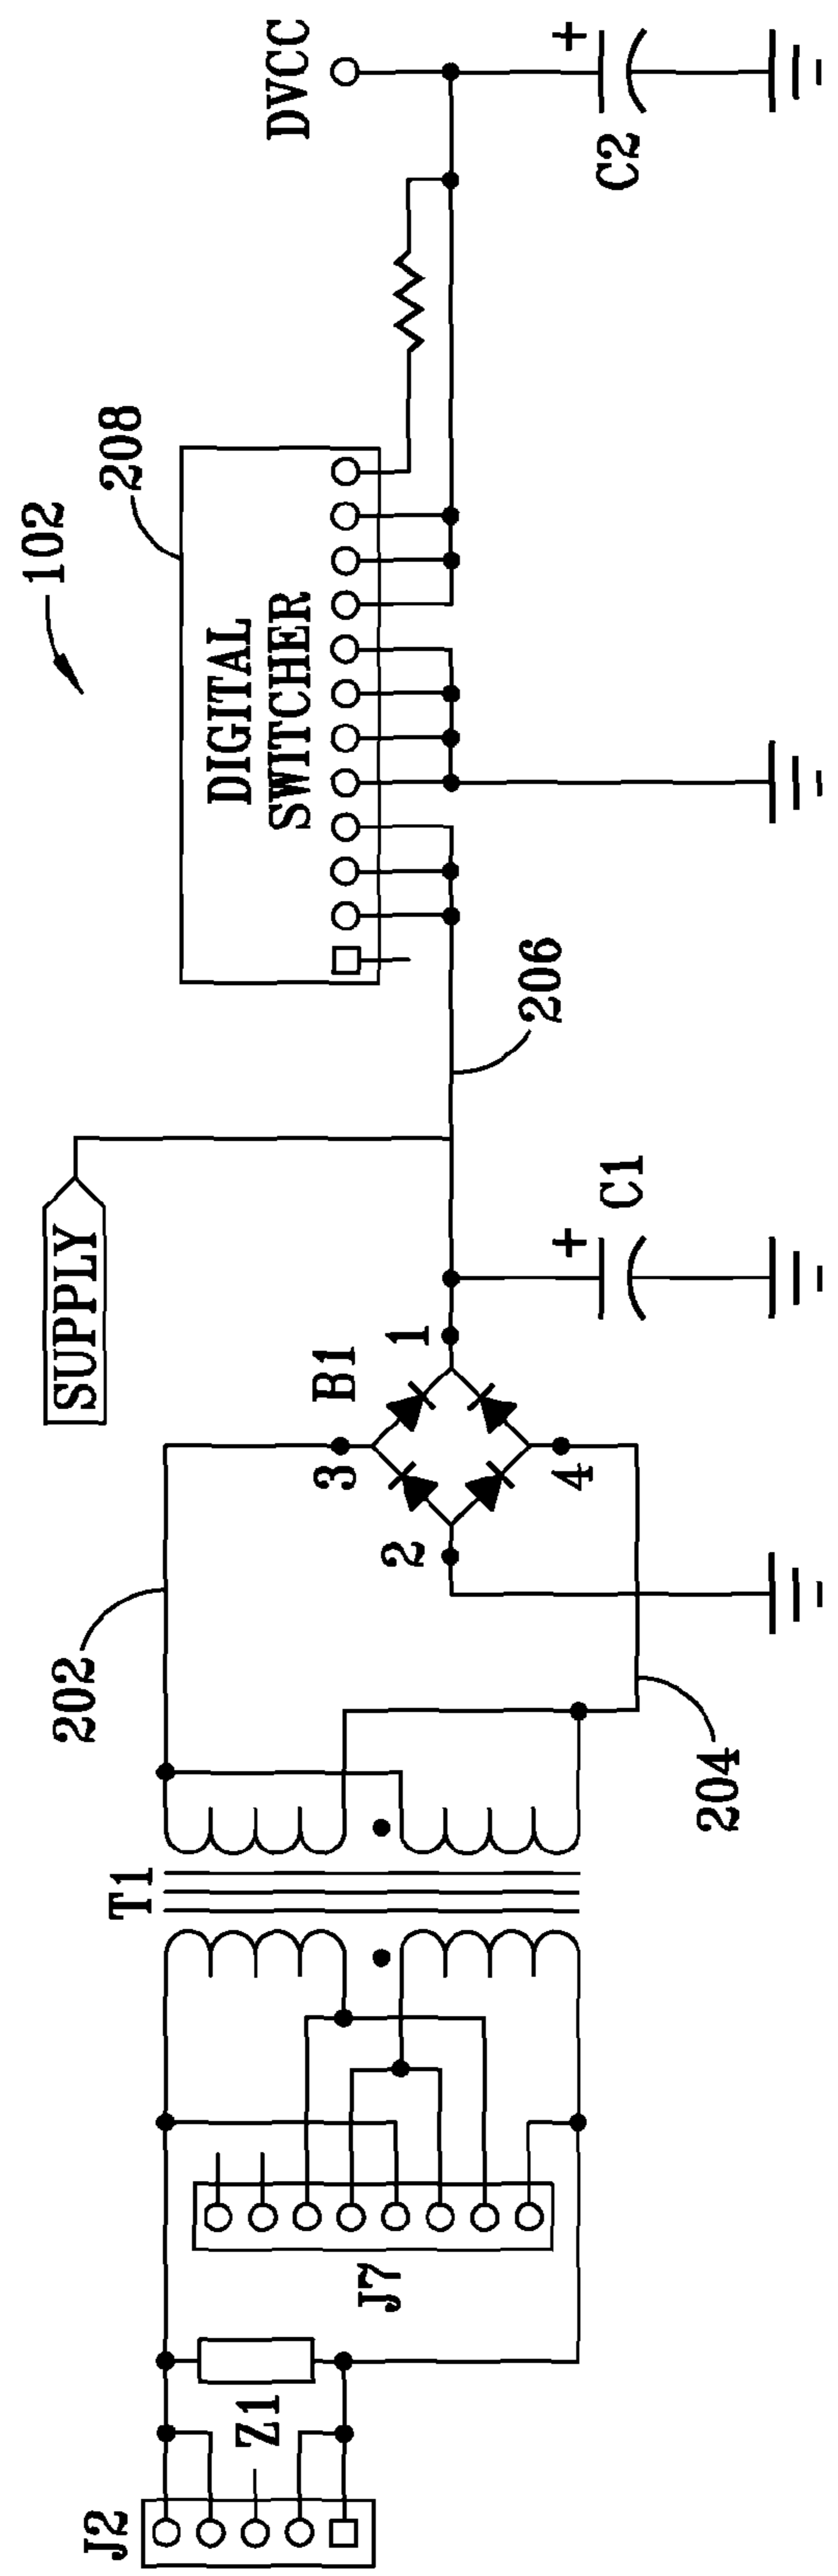 102
J2
Z1
J7
T1
202
204
3
B1
2
1
4
SUPPLY
C1
206
208
DIGITAL
SWITCHER
DVCC
+
C2
+